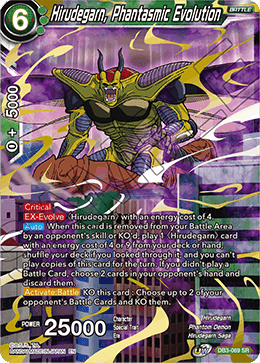 6
Hirudegarn, Phantasmic Evolution
BATTLE
0 + 5000
Critical
EX-Evolve 〈Hirudegarn〉 with an energy cost of 4
Auto When this card is removed from your Battle Area
by an opponent's skill or KO'd, play 1 〈Hirudegarn〉 card
with an energy cost of 4 or 9 from your deck or hand,
shuffle your deck if you looked through it, and you can't
play copies of this card for the turn. If you didn't play a
Battle Card, choose 2 cards in your opponent's hand and
discard them.
Activate:Battle KO this card : Choose up to 2 of your
opponent's Battle Cards and KO them.
POWER 25000
Character Hirudegarn
Special Trait Phantom Demon
Era Hirudegarn Saga
DB3-069 SR